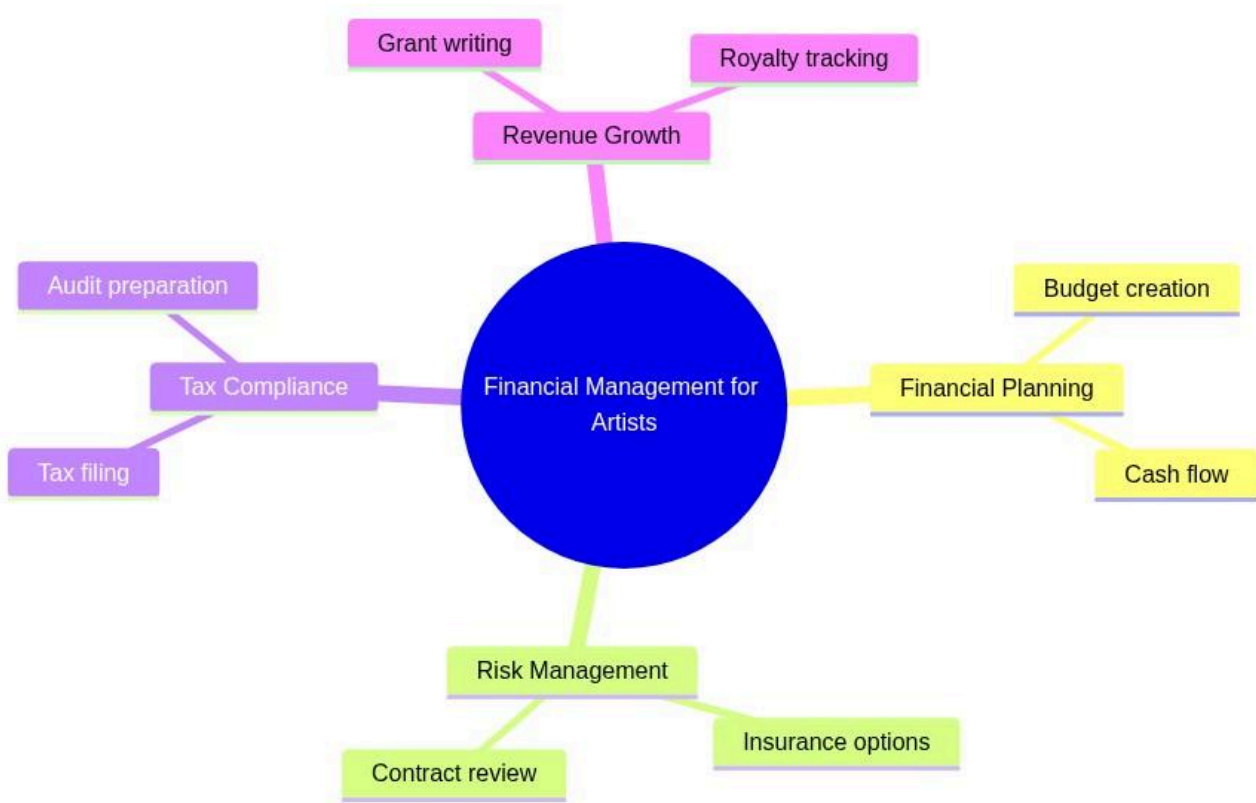 Grant writing
Royalty tracking
Revenue Growth
Audit preparation
Budget creation
Tax Compliance
Financial Management for
Artists
Financial Planning
Tax filing
Cash flow
Risk Management
Insurance options
Contract review